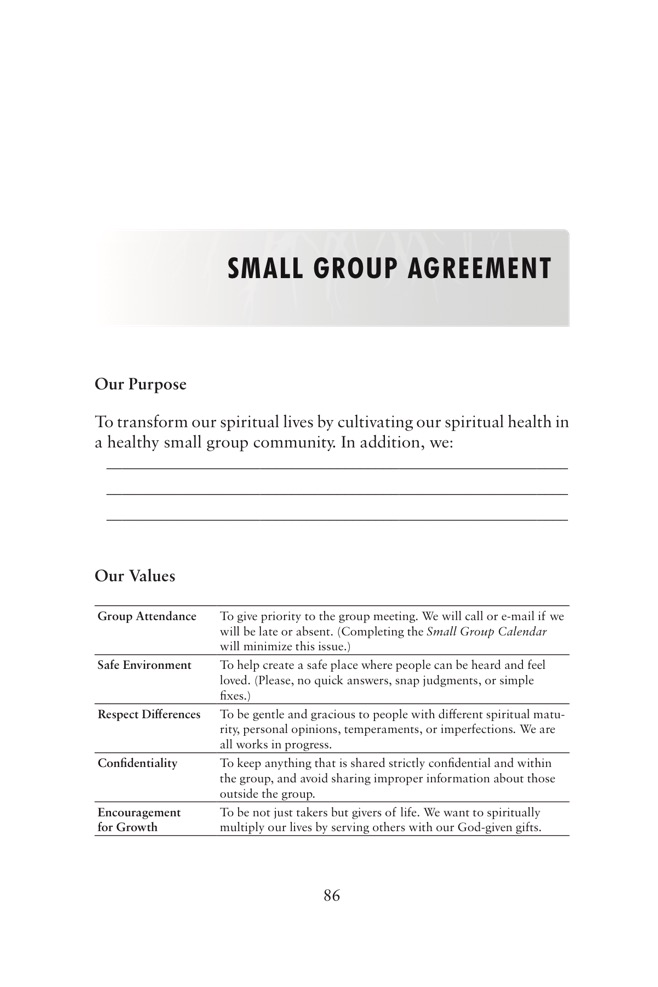 SMALL GROUP AGREEMENT
Our Purpose
To transform our spiritual lives by cultivating our spiritual health in
a healthy small group community. In addition, we:
Our Values
Group Attendance To give priority to the group meeting. We will call or e-mail if we
will be late or absent. (Completing the Small Group Calendar
will minimize this issue.)
Safe Environment To help create a safe place where people can be heard and feel
loved. (Please, no quick answers, snap judgments, or simple
fixes.)
Respect Differences To be gentle and gracious to people with different spiritual matu-
rity, personal opinions, temperaments, or imperfections. We are
all works in progress.
Confidentiality To keep anything that is shared strictly confidential and within
the group, and avoid sharing improper information about those
outside the group.
Encouragement To be not just takers but givers of life. We want to spiritually
for Growth multiply our lives by serving others with our God-given gifts.
86